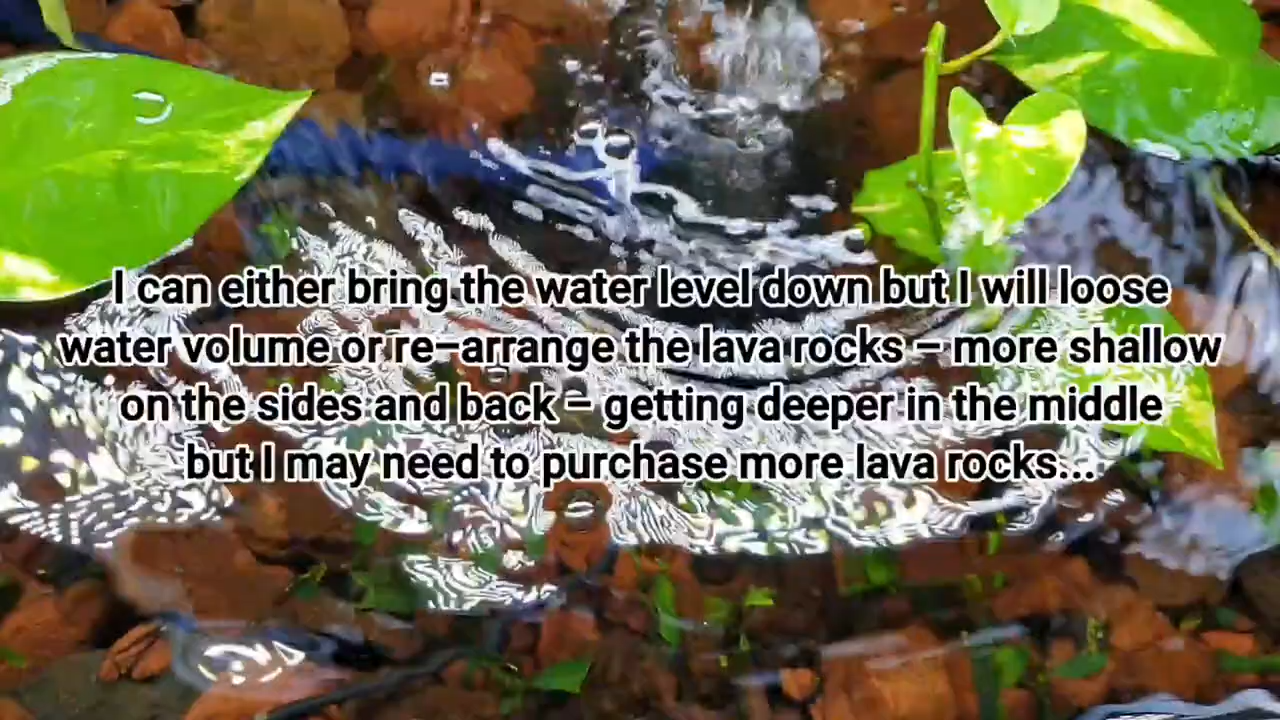 I can either bring the water level down but I will loose
water volume or re-arrange the lava rocks - more shallow
on the sides and back - getting deeper in the middle
but I may need to purchase more lava rocks...